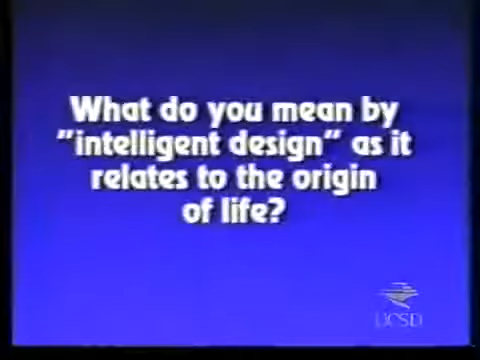 What do you mean by
"intelligent design" as it
relates to the origin
of life?
UCSD